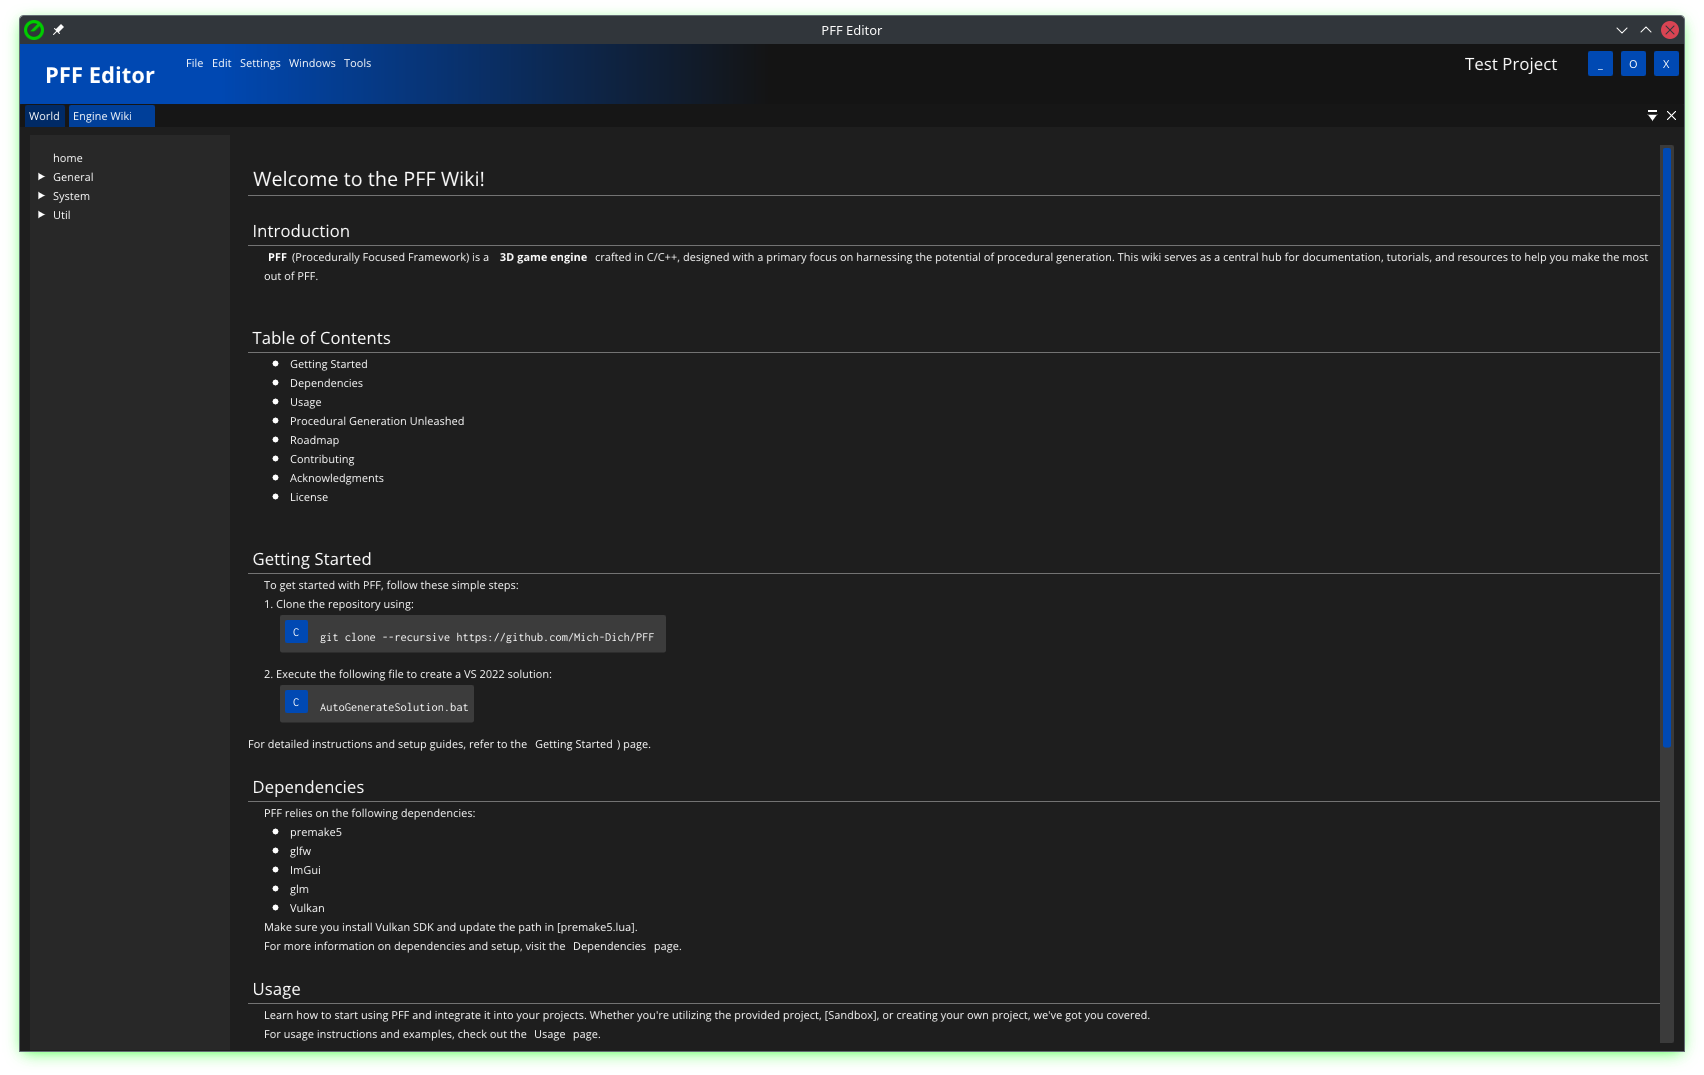 PFF Editor
PFF Editor
File Edit Settings Windows Tools
Test Project
_ O X
World Engine Wiki
home
General
System
Util
Welcome to the PFF Wiki!
Introduction
PFF (Procedurally Focused Framework) is a 3D game engine crafted in C/C++, designed with a primary focus on harnessing the potential of procedural generation. This wiki serves as a central hub for documentation, tutorials, and resources to help you make the most
out of PFF.
Table of Contents
Getting Started
Dependencies
Usage
Procedural Generation Unleashed
Roadmap
Contributing
Acknowledgments
License
Getting Started
To get started with PFF, follow these simple steps:
1. Clone the repository using:
C git clone --recursive https://github.com/Mich-Dich/PFF
2. Execute the following file to create a VS 2022 solution:
C AutoGenerateSolution.bat
For detailed instructions and setup guides, refer to the Getting Started ) page.
Dependencies
PFF relies on the following dependencies:
premake5
glfw
ImGui
glm
Vulkan
Make sure you install Vulkan SDK and update the path in [premake5.lua].
For more information on dependencies and setup, visit the Dependencies page.
Usage
Learn how to start using PFF and integrate it into your projects. Whether you're utilizing the provided project, [Sandbox], or creating your own project, we've got you covered.
For usage instructions and examples, check out the Usage page.